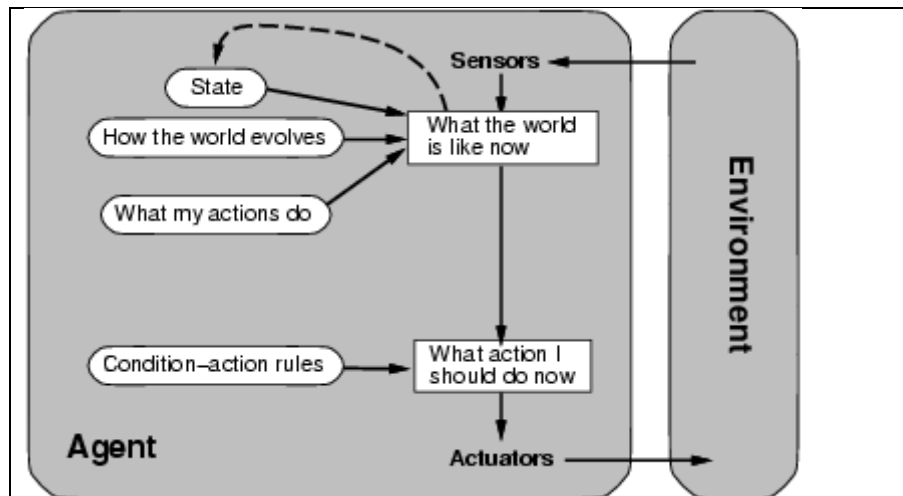 Sensors
State
What the world
is like now
How the world evolves
What my actions do
Environment
What action I
should do now
Condition–action rules
Agent
Actuators